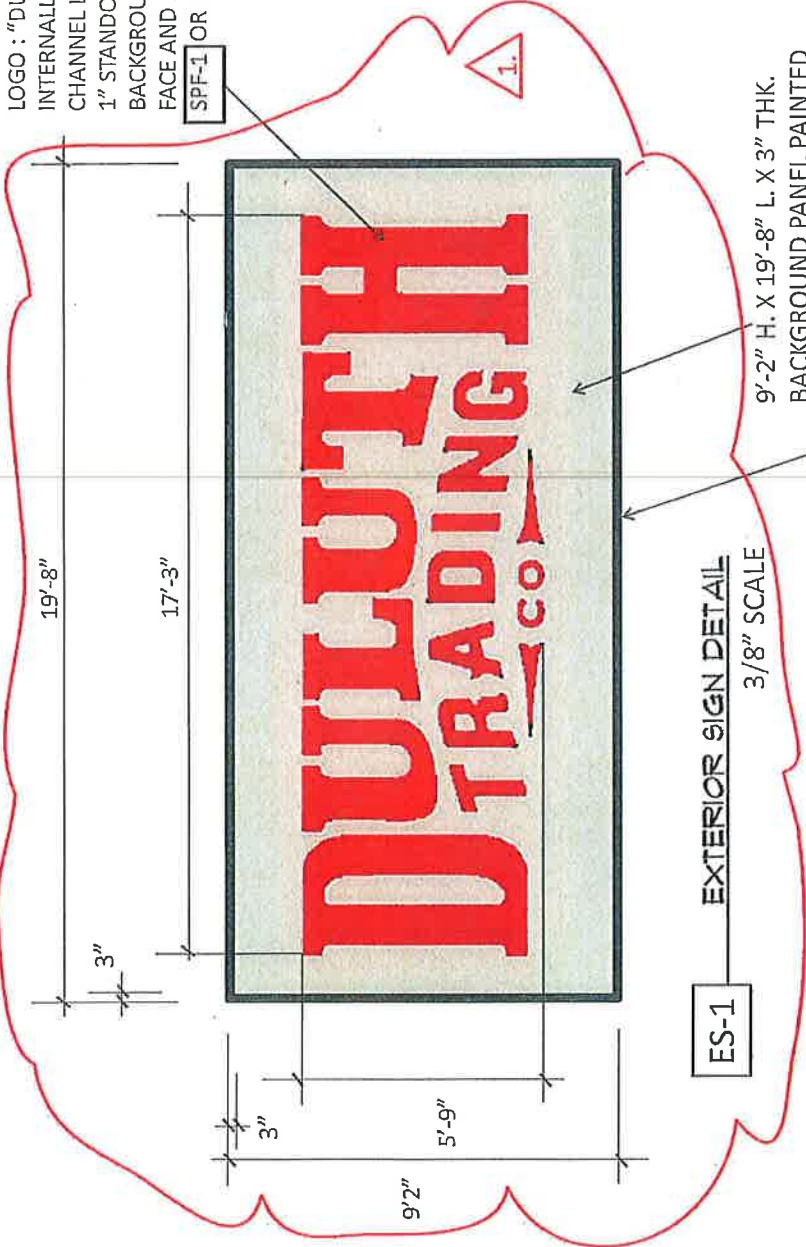 LOGO : "DU
INTERNALL
CHANNEL L
1" STANDO
BACKGROU
FACE AND
SPF-1 OR
1.
19'-8"
17'-3"
3"
3"
5'-9"
9'2"
DULUTH
TRADING
CO
9'-2" H. X 19'-8" L. X 3" THK.
BACKGROUND PANEL PAINTED
ES-1
EXTERIOR SIGN DETAIL
3/8" SCALE